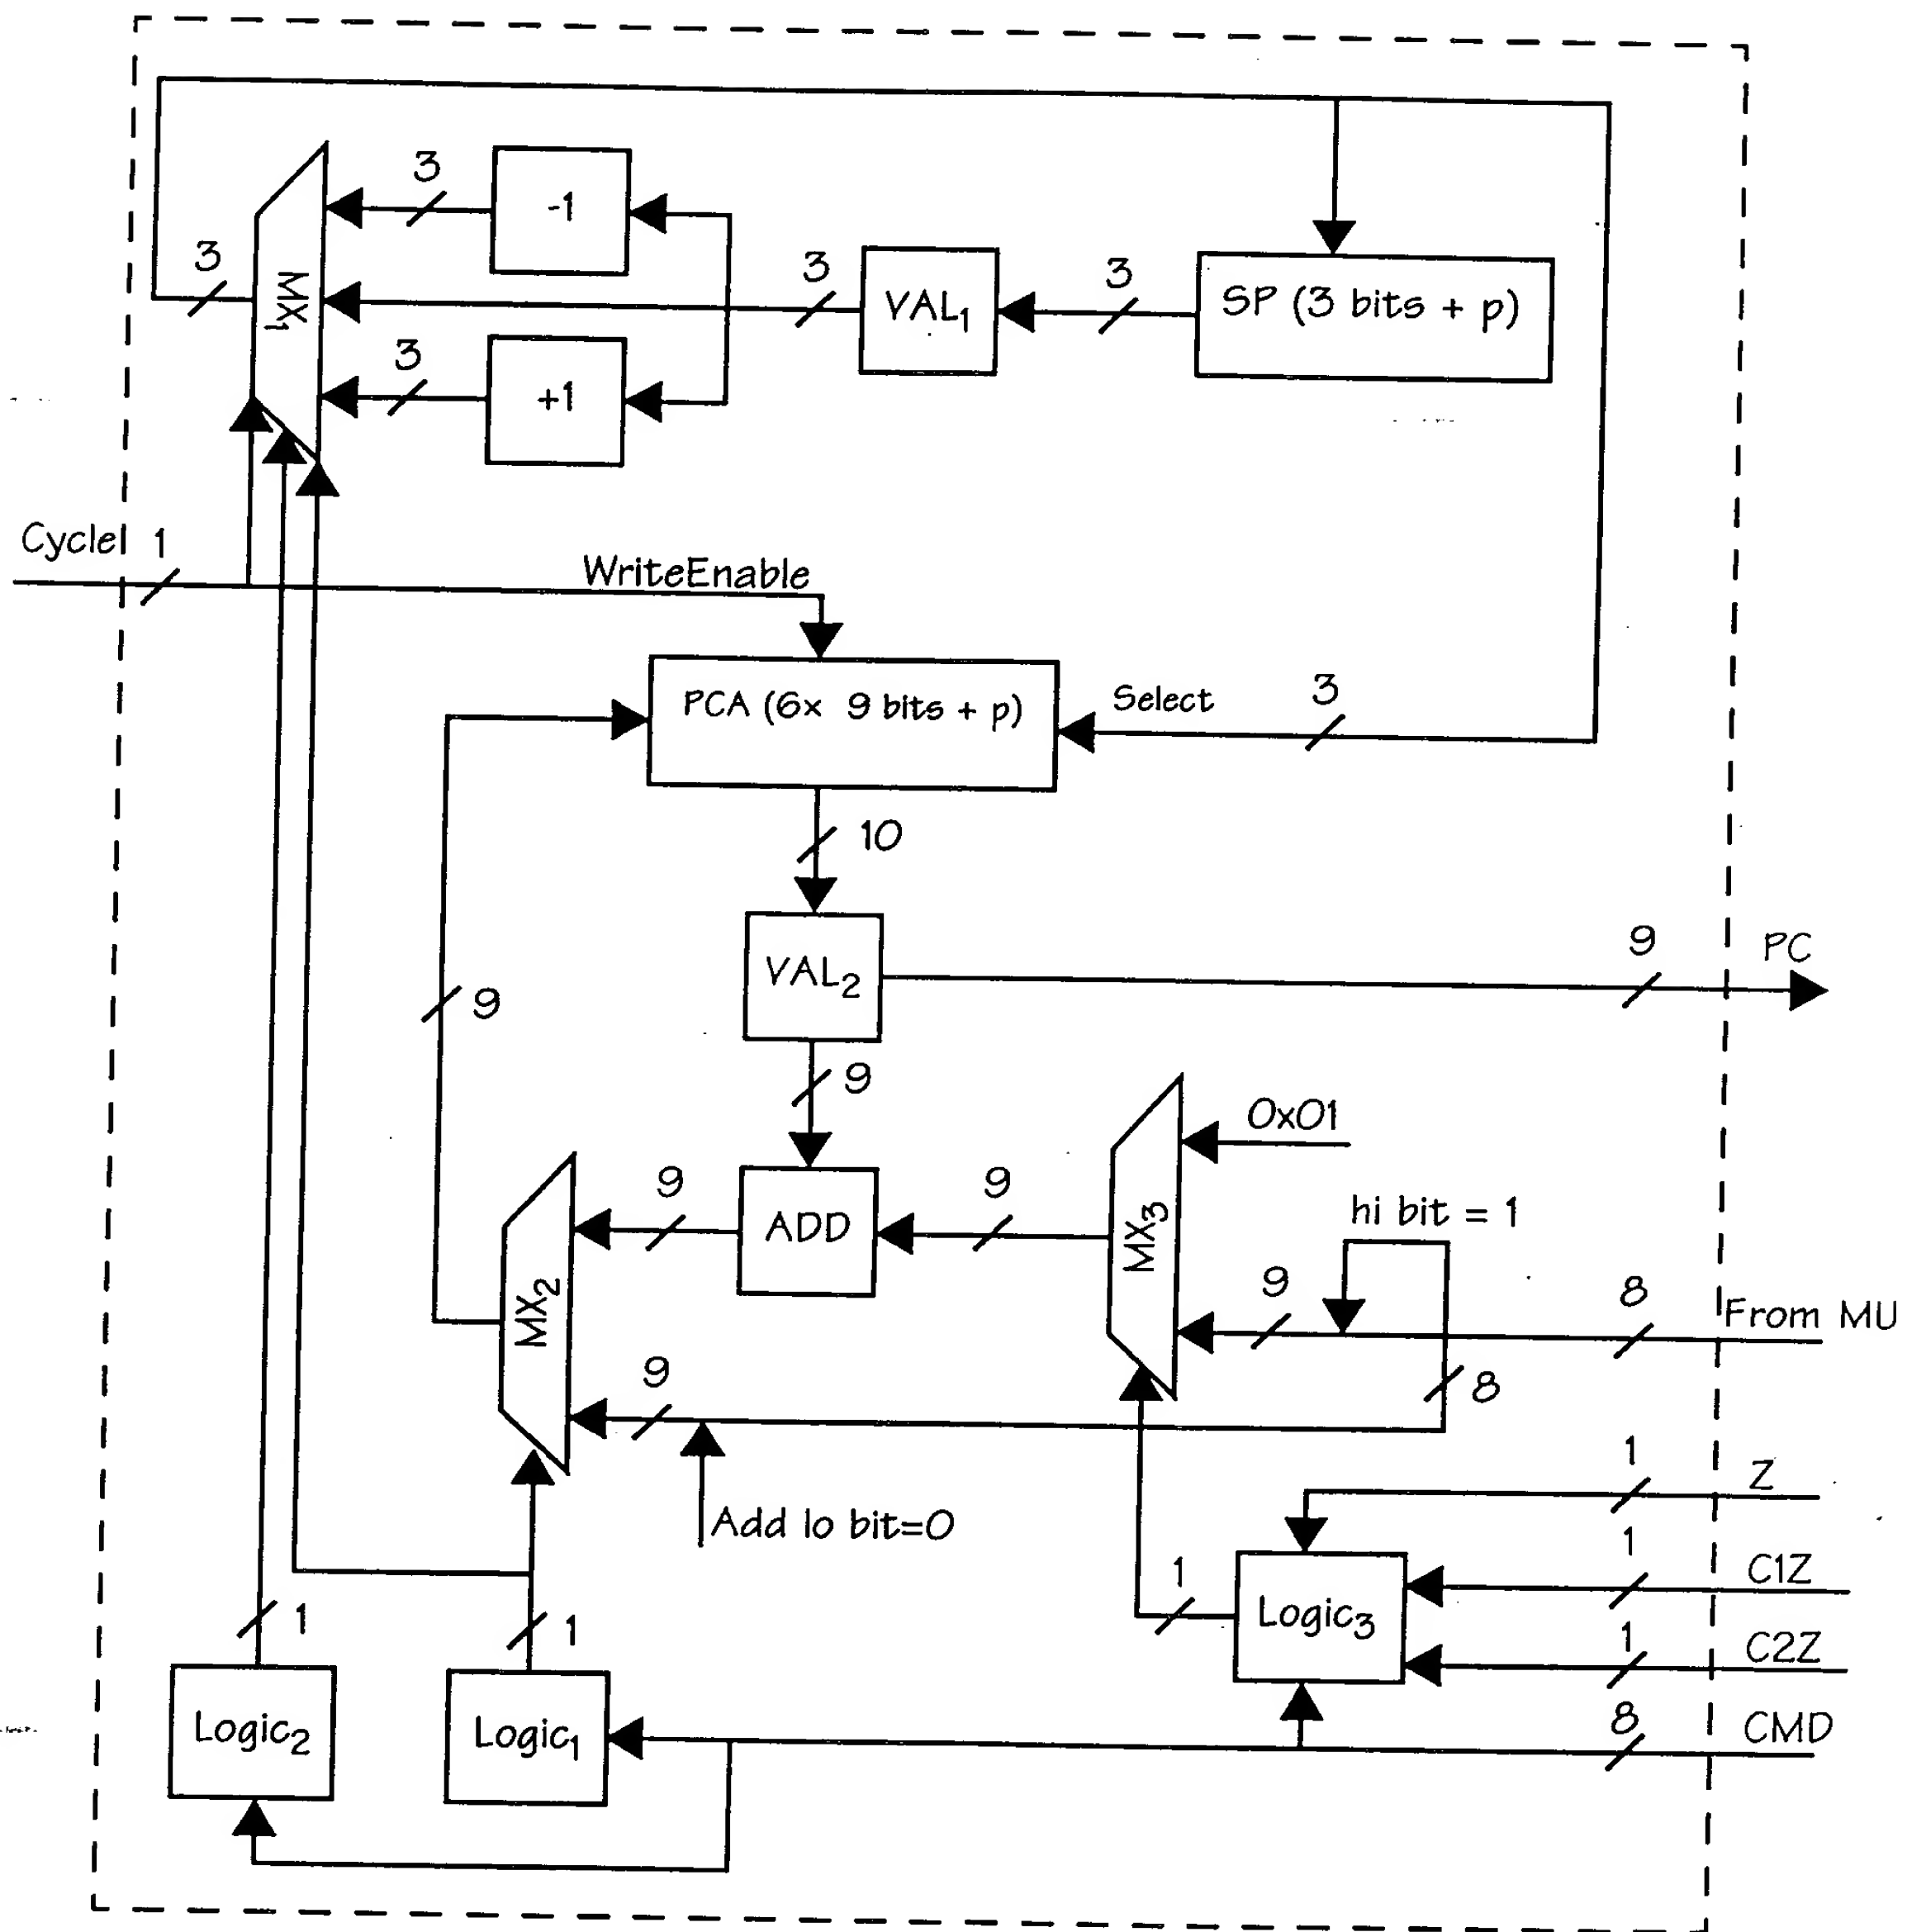 3
-1
3
MX1
3
VAL1
3
SP (3 bits + p)
3
+1
Cycle1
1
WriteEnable
PCA (6x 9 bits + p)
Select
3
10
VAL2
9
PC
9
9
0x01
9
ADD
9
MX3
hi bit = 1
MX2
9
8
From MU
9
8
Add lo bit=0
1
Z
1
C1Z
1
Logic3
1
C2Z
1
1
Logic2
Logic1
8
CMD